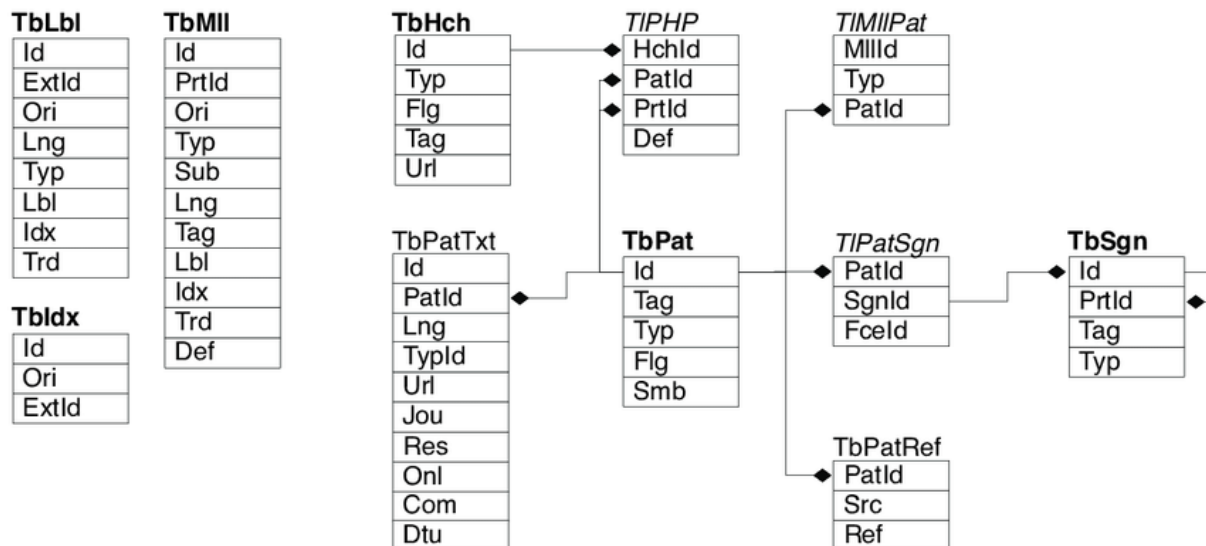 TbLbl
Id
ExtId
Ori
Lng
Typ
Lbl
Idx
Trd
TbIdx
Id
Ori
ExtId
TbMll
Id
PrtId
Ori
Typ
Sub
Lng
Tag
Lbl
Idx
Trd
Def
TbHch
Id
Typ
Flg
Tag
Url
TbPatTxt
Id
PatId
Lng
TypId
Url
Jou
Res
Onl
Com
Dtu
TlPHP
HchId
PatId
PrtId
Def
TbPat
Id
Tag
Typ
Flg
Smb
TlMllPat
MllId
Typ
PatId
TlPatSgn
PatId
SgnId
FceId
TbPatRef
PatId
Src
Ref
TbSgn
Id
PrtId
Tag
Typ